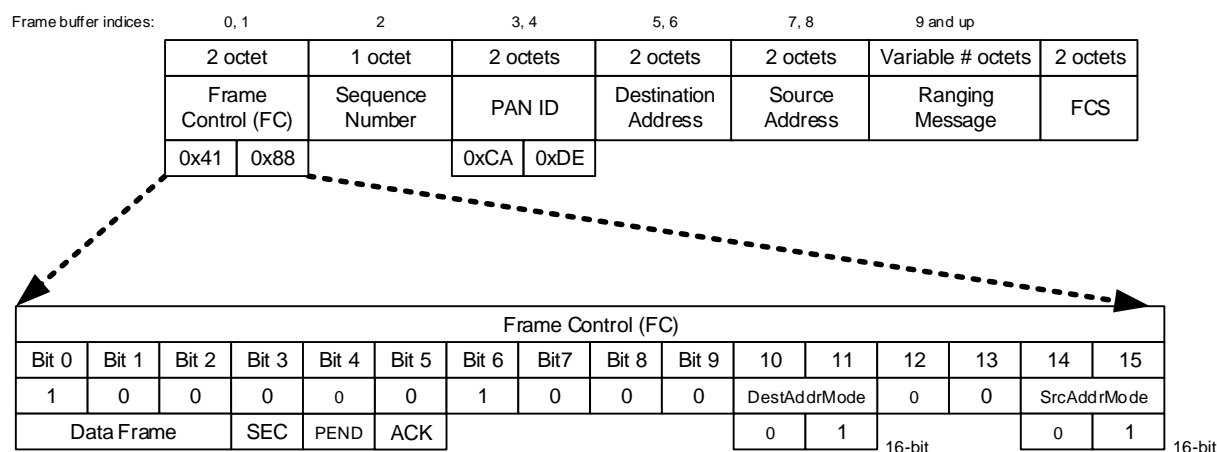 Frame buffer indices: 0, 1 2 3, 4 5, 6 7, 8 9 and up
2 octet 1 octet 2 octets 2 octets 2 octets Variable # octets 2 octets
Frame Control (FC) Sequence Number PAN ID Destination Address Source Address Ranging Message FCS
0x41 0x88 0xCA 0xDE
Frame Control (FC)
Bit 0 Bit 1 Bit 2 Bit 3 Bit 4 Bit 5 Bit 6 Bit7 Bit 8 Bit 9 10 11 12 13 14 15
1 0 0 0 0 0 1 0 0 0 DestAddrMode 0 0 SrcAddrMode
Data Frame SEC PEND ACK 0 1 16-bit 0 1 16-bit